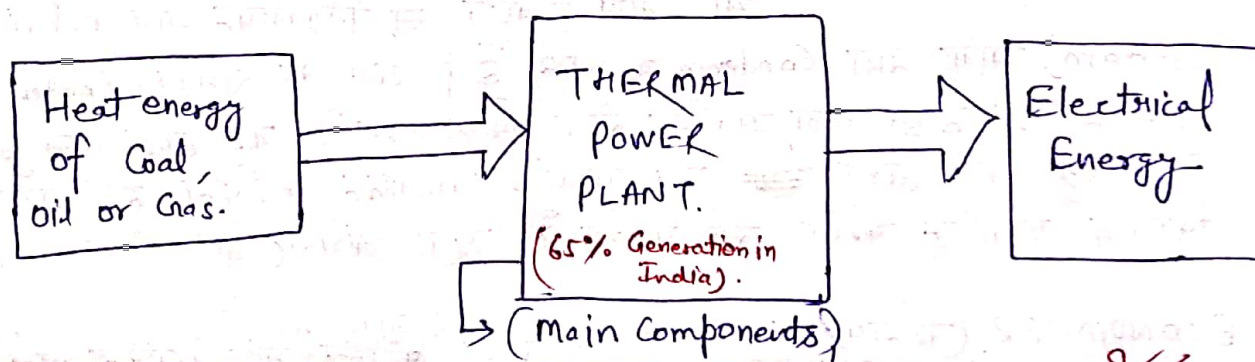 Heat energy
of Coal,
oil or Gas.
THERMAL
POWER
PLANT.
(65% Generation in
India).
(Main Components)
Electrical
Energy